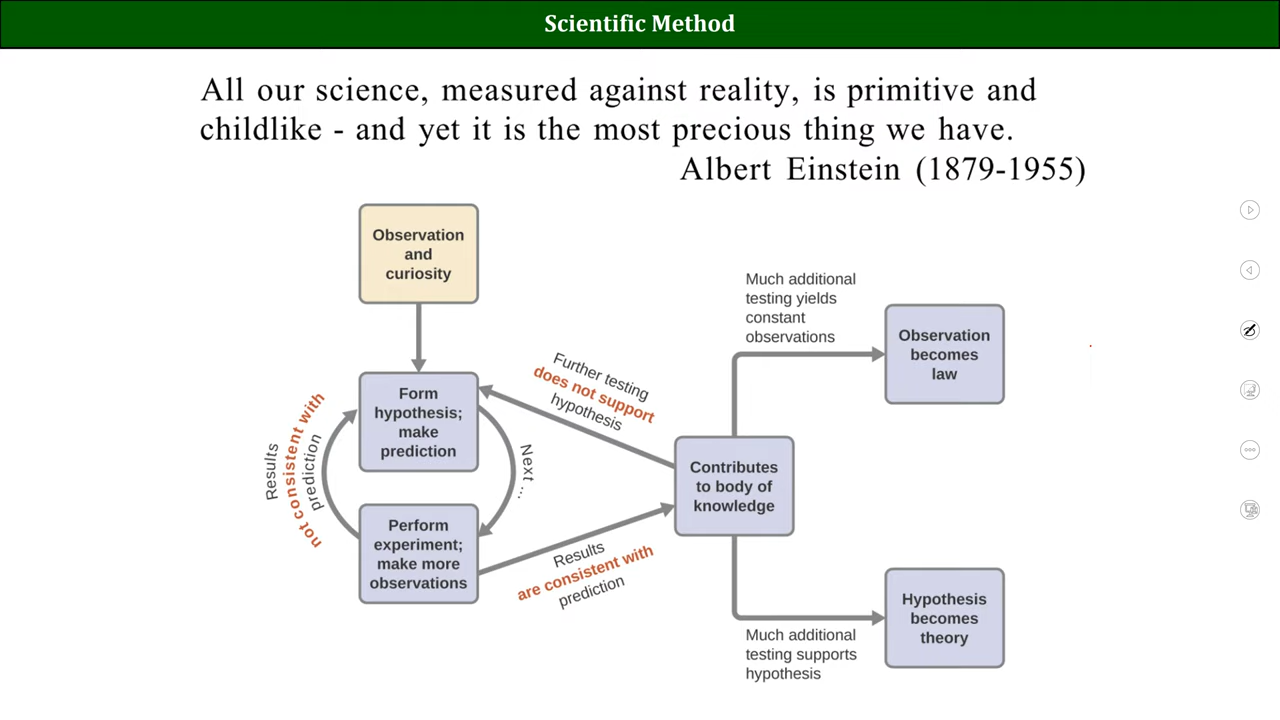 Scientific Method
All our science, measured against reality, is primitive and
childlike - and yet it is the most precious thing we have.
Albert Einstein (1879-1955)
Observation
and
curiosity
Form
hypothesis;
make
prediction
Results
not consistent with
prediction
Next ...
Perform
experiment;
make more
observations
Further testing
does not support
hypothesis
Results
are consistent with
prediction
Contributes
to body of
knowledge
Much additional
testing yields
constant
observations
Observation
becomes
law
Much additional
testing supports
hypothesis
Hypothesis
becomes
theory